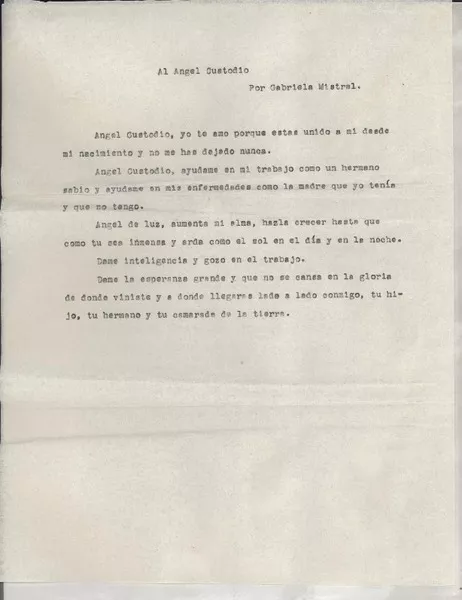 Al Angel Custodio
Por Gabriela Mistral.
Angel Custodio, yo te amo porque estas unido a mi desde
mi nacimiento y no me has dejado nunca.
Angel Custodio, ayudame en mi trabajo como un hermano
sabio y ayudame en mis enfermedades como la madre que yo tenía
y que no tengo.
Angel de luz, aumenta mi alma, hazla crecer hasta que
como tu sea inmensa y arda como el sol en el día y en la noche.
Dame inteligencia y gozo en el trabajo.
Dame la esperanza grande y que no se cansa en la gloria
de donde viniste y a donde llegaras lado a lado conmigo, tu hi-
jo, tu hermano y tu camarada de la tierra.